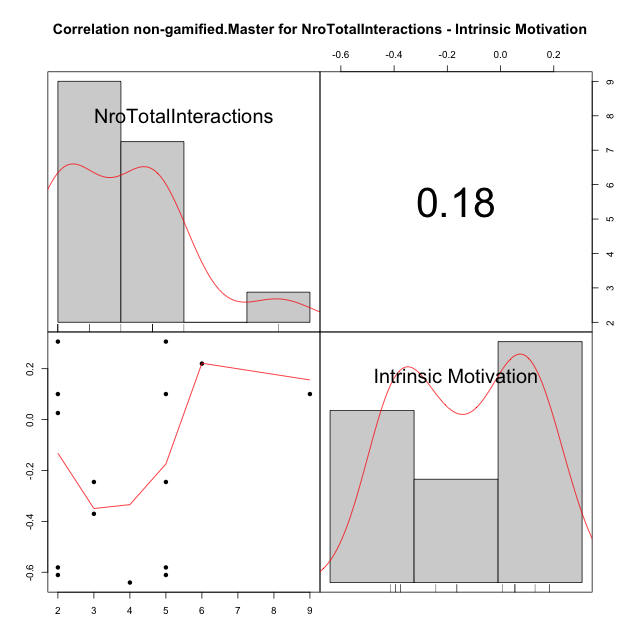 Correlation non-gamified.Master for NroTotalInteractions - Intrinsic Motivation
-0.6 -0.4 -0.2 0.0 0.2
NroTotalInteractions
0.18
9
8
7
6
5
4
3
2
Intrinsic Motivation
0.2
0.0
-0.2
-0.4
-0.6
2 3 4 5 6 7 8 9